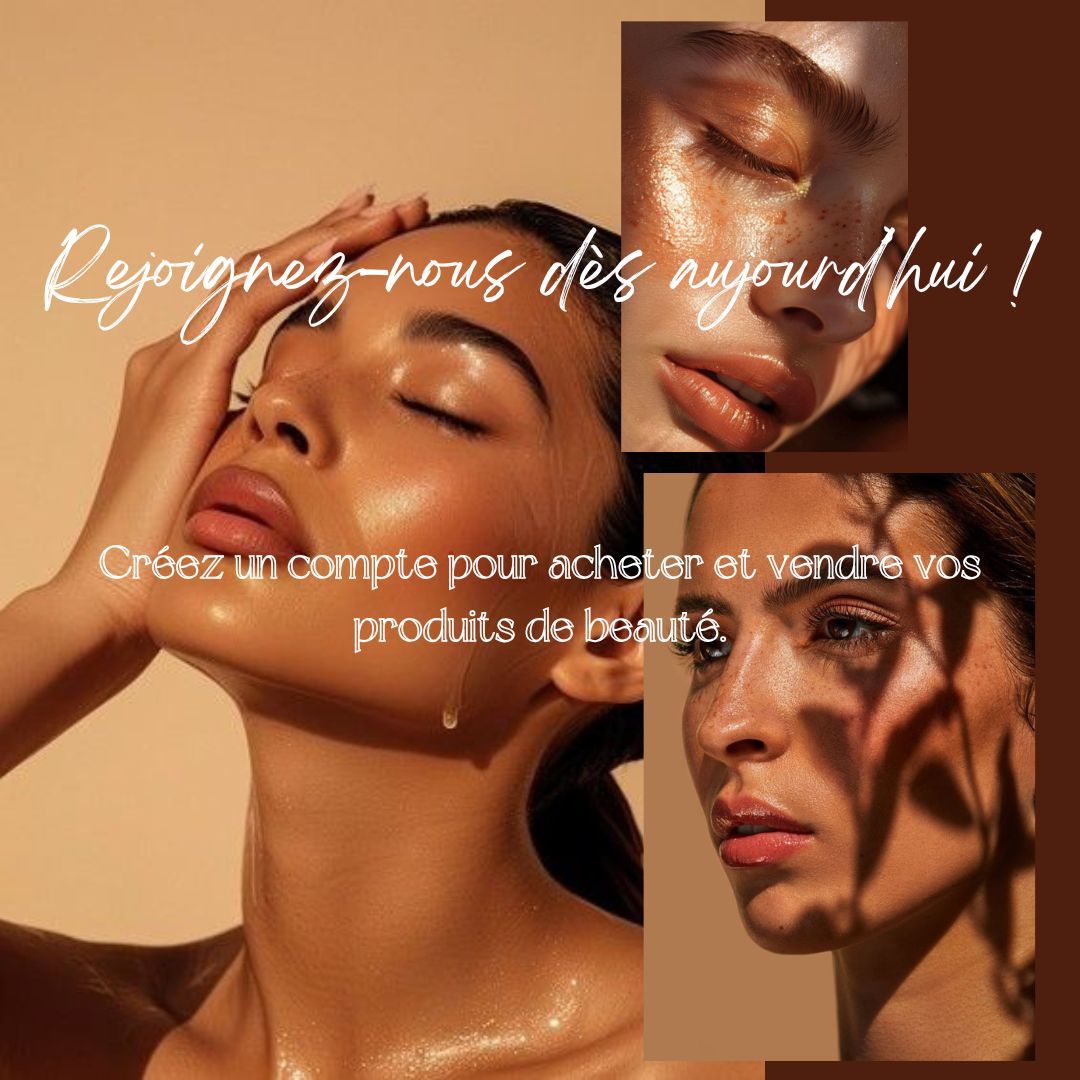 Rejoignez-nous dès aujourd'hui !
Créez un compte pour acheter et vendre vos
produits de beauté.